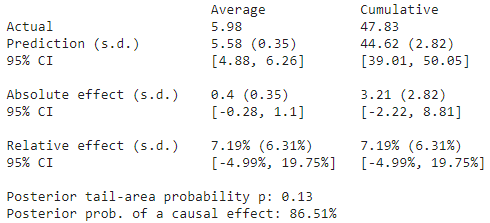 Average Cumulative
Actual 5.98 47.83
Prediction (s.d.) 5.58 (0.35) 44.62 (2.82)
95% CI [4.88, 6.26] [39.01, 50.05]
Absolute effect (s.d.) 0.4 (0.35) 3.21 (2.82)
95% CI [-0.28, 1.1] [-2.22, 8.81]
Relative effect (s.d.) 7.19% (6.31%) 7.19% (6.31%)
95% CI [-4.99%, 19.75%] [-4.99%, 19.75%]
Posterior tail-area probability p: 0.13
Posterior prob. of a causal effect: 86.51%